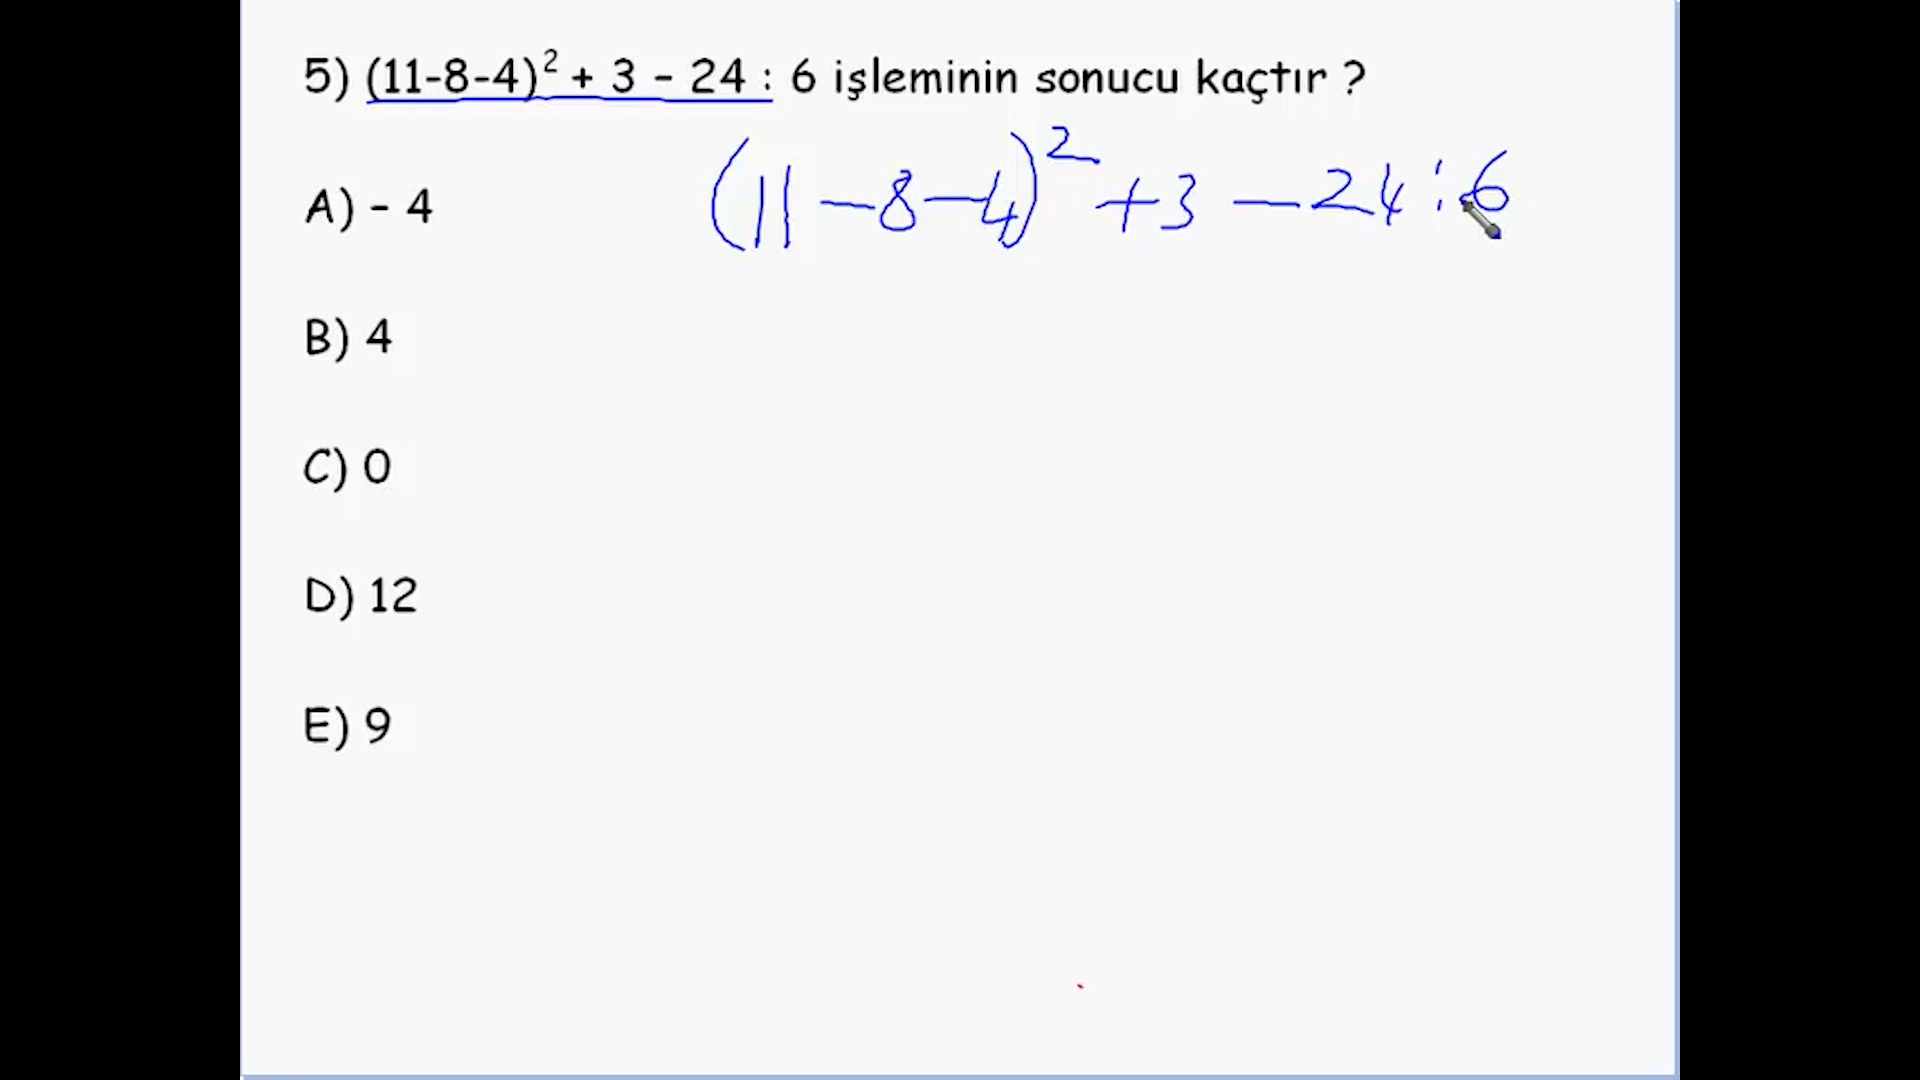 5) (11-8-4)² + 3 - 24 : 6 işleminin sonucu kaçtır ?
(11-8-4)² +3 - 24:6
A) - 4
B) 4
C) 0
D) 12
E) 9